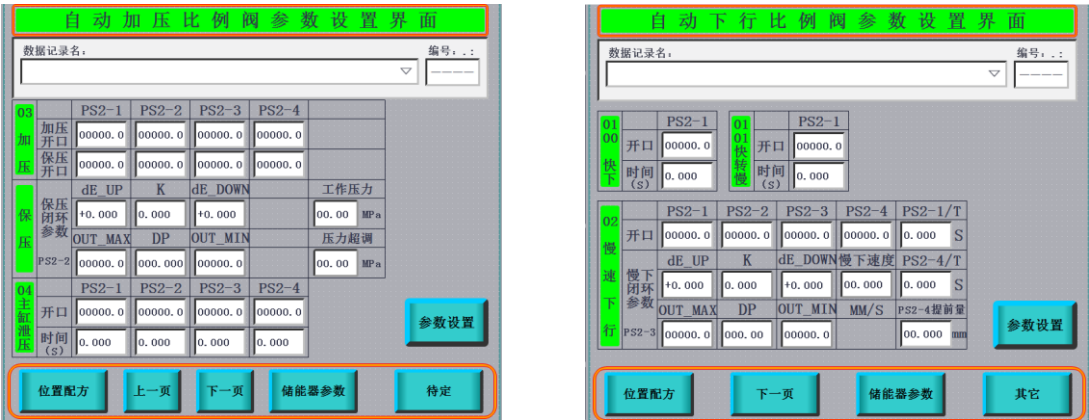 自动加压比例阀参数设置界面
数据记录名: 编号: .:
----
03 加压
PS2-1 PS2-2 PS2-3 PS2-4
加压开口 00000.0 00000.0 00000.0 00000.0
保压开口 00000.0 00000.0 00000.0 00000.0
保压
dE_UP K dE_DOWN 工作压力
保压闭环参数 +0.000 0.000 +0.000 00.00 MPa
OUT_MAX DP OUT_MIN 压力超调
PS2-2 00000.0 000.000 00000.0 00.00 MPa
04 主缸泄压
PS2-1 PS2-2 PS2-3 PS2-4
开口 00000.0 00000.0 00000.0 00000.0
时间(S) 0.000 0.000 0.000 0.000
参数设置
位置配方 上一页 下一页 储能器参数 待定
自动下行比例阀参数设置界面
数据记录名: 编号: .:
----
0100快下
PS2-1
开口 00000.0
时间(S) 0.000
0101快转慢
PS2-1
开口 00000.0
时间(S) 0.000
02 慢速下行
PS2-1 PS2-2 PS2-3 PS2-4 PS2-1/T
开口 00000.0 00000.0 00000.0 00000.0 0.000 S
dE_UP K dE_DOWN 慢下速度 PS2-4/T
慢下闭环参数 +0.000 0.000 +0.000 00.000 0.000 S
OUT_MAX DP OUT_MIN MM/S PS2-4提前量
PS2-3 00000.0 000.00 00000.0 00.000 mm
参数设置
位置配方 下一页 储能器参数 其它